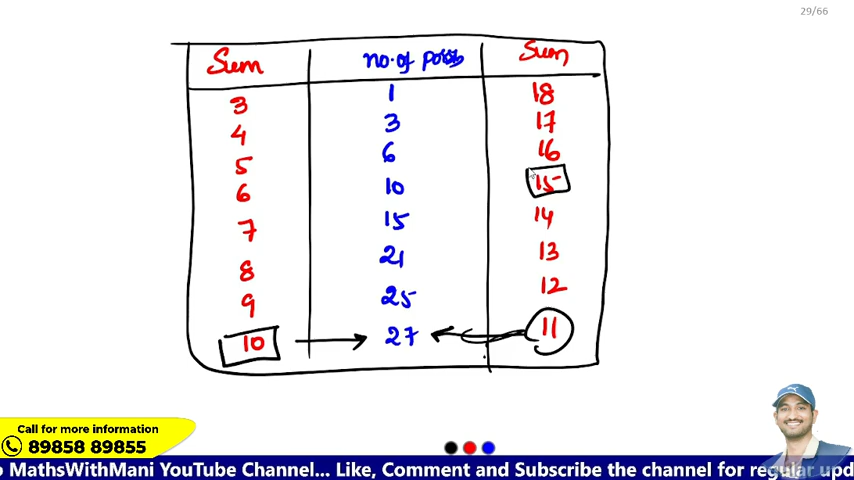 29/66
Sum no. of possb Sum
3 1 18
4 3 17
5 6 16
6 10 15
7 15 14
8 21 13
9 25 12
10 27 11
Call for more information
89858 89855
o MathsWithMani YouTube Channel... Like, Comment and Subscribe the channel for regular upd